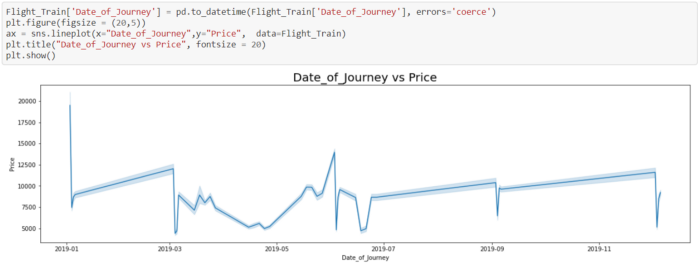 Flight_Train['Date_of_Journey'] = pd.to_datetime(Flight_Train['Date_of_Journey'], errors='coerce')
plt.figure(figsize = (20,5))
ax = sns.lineplot(x="Date_of_Journey",y="Price",  data=Flight_Train)
plt.title("Date_of_Journey vs Price", fontsize = 20)
plt.show()
Date_of_Journey vs Price
20000
17500
15000
12500
10000
7500
5000
Price
2019-01 2019-03 2019-05 2019-07 2019-09 2019-11
Date_of_Journey